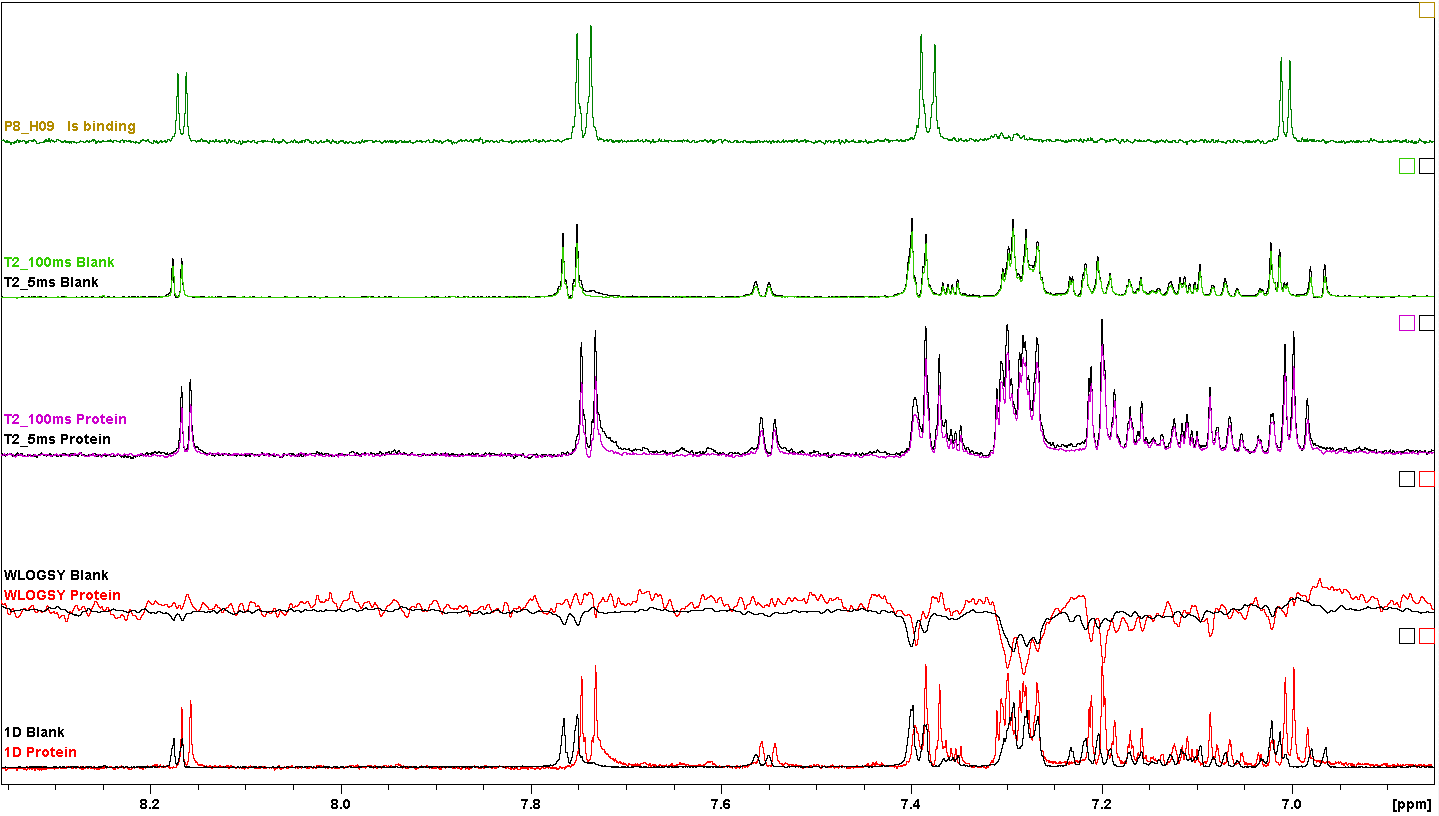 P8_H09 Is binding
T2_100ms Blank
T2_5ms Blank
T2_100ms Protein
T2_5ms Protein
WLOGSY Blank
WLOGSY Protein
1D Blank
1D Protein
8.2 8.0 7.8 7.6 7.4 7.2 7.0 [ppm]